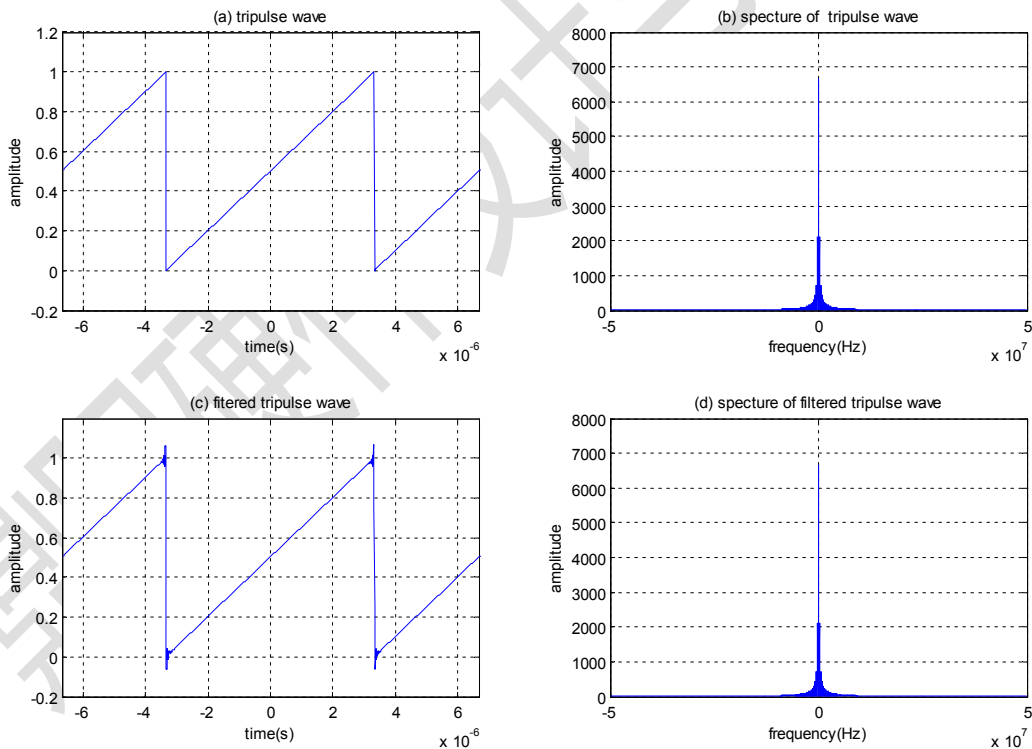 (a) tripulse wave
1.2
1
0.8
0.6
0.4
0.2
0
-0.2
amplitude
-6 -4 -2 0 2 4 6
time(s)
x 10^-6
(b) specture of tripulse wave
8000
7000
6000
5000
4000
3000
2000
1000
0
amplitude
-5 0 5
frequency(Hz)
x 10^7
(c) fitered tripulse wave
1
0.8
0.6
0.4
0.2
0
-0.2
amplitude
-6 -4 -2 0 2 4 6
time(s)
x 10^-6
(d) specture of filtered tripulse wave
8000
7000
6000
5000
4000
3000
2000
1000
0
amplitude
-5 0 5
frequency(Hz)
x 10^7